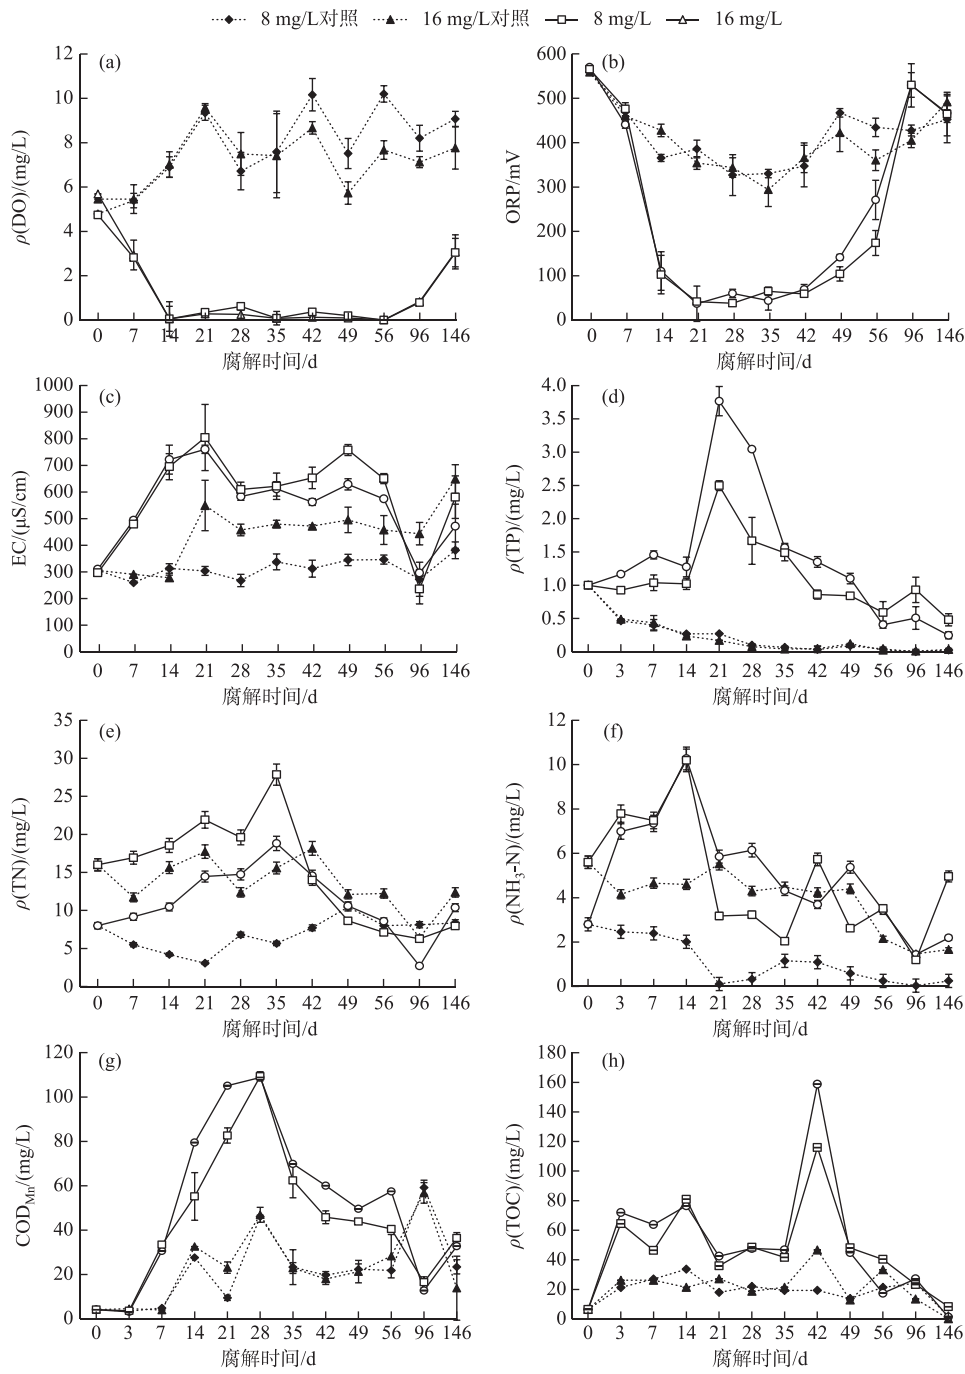 8 mg/L对照 16 mg/L对照 8 mg/L 16 mg/L
(a)
ρ(DO)/(mg/L)
12
10
8
6
4
2
0
0 7 14 21 28 35 42 49 56 96 146
腐解时间/d
(b)
ORP/mV
600
500
400
300
200
100
0
0 7 14 21 28 35 42 49 56 96 146
腐解时间/d
(c)
EC/(μS/cm)
1000
900
800
700
600
500
400
300
200
100
0
0 7 14 21 28 35 42 49 56 96 146
腐解时间/d
(d)
ρ(TP)/(mg/L)
4.0
3.5
3.0
2.5
2.0
1.5
1.0
0.5
0
0 3 7 14 21 28 35 42 49 56 96 146
腐解时间/d
(e)
ρ(TN)/(mg/L)
35
30
25
20
15
10
5
0
0 7 14 21 28 35 42 49 56 96 146
腐解时间/d
(f)
ρ(NH3-N)/(mg/L)
12
10
8
6
4
2
0
0 3 7 14 21 28 35 42 49 56 96 146
腐解时间/d
(g)
CODMn/(mg/L)
120
100
80
60
40
20
0
0 3 7 14 21 28 35 42 49 56 96 146
腐解时间/d
(h)
ρ(TOC)/(mg/L)
180
160
140
120
100
80
60
40
20
0
0 3 7 14 21 28 35 42 49 56 96 146
腐解时间/d